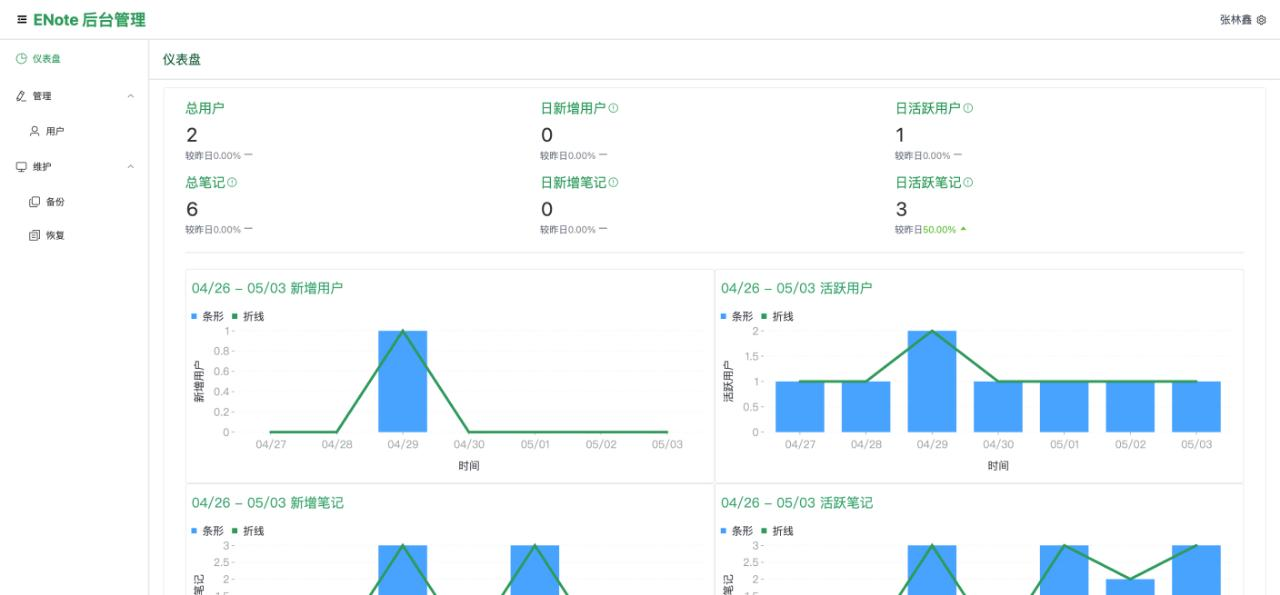 ENote 后台管理
张林鑫
仪表盘
管理
用户
维护
备份
恢复
仪表盘
总用户
2
较昨日0.00%
日新增用户
0
较昨日0.00%
日活跃用户
1
较昨日0.00%
总笔记
6
较昨日0.00%
日新增笔记
0
较昨日0.00%
日活跃笔记
3
较昨日50.00%
04/26 - 05/03 新增用户
条形 折线
新增用户
1
0.8
0.6
0.4
0.2
0
04/27 04/28 04/29 04/30 05/01 05/02 05/03
时间
04/26 - 05/03 活跃用户
条形 折线
活跃用户
2
1.5
1
0.5
0
04/27 04/28 04/29 04/30 05/01 05/02 05/03
时间
04/26 - 05/03 新增笔记
条形 折线
笔记
3
2.5
2
04/26 - 05/03 活跃笔记
条形 折线
笔记
3
2.5
2